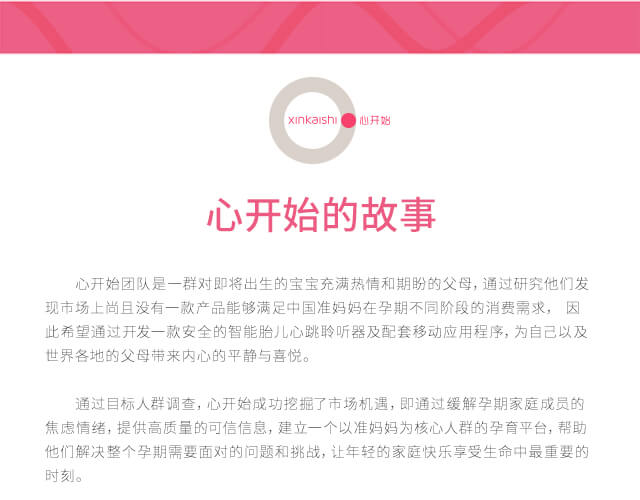 xinkaishi 心开始
心开始的故事
心开始团队是一群对即将出生的宝宝充满热情和期盼的父母,通过研究他们发
现市场上尚且没有一款产品能够满足中国准妈妈在孕期不同阶段的消费需求， 因
此希望通过开发一款安全的智能胎儿心跳聆听器及配套移动应用程序,为自己以及
世界各地的父母带来内心的平静与喜悦。
通过目标人群调查,心开始成功挖掘了市场机遇,即通过缓解孕期家庭成员的
焦虑情绪,提供高质量的可信信息,建立一个以准妈妈为核心人群的孕育平台,帮助
他们解决整个孕期需要面对的问题和挑战,让年轻的家庭快乐享受生命中最重要的
时刻。